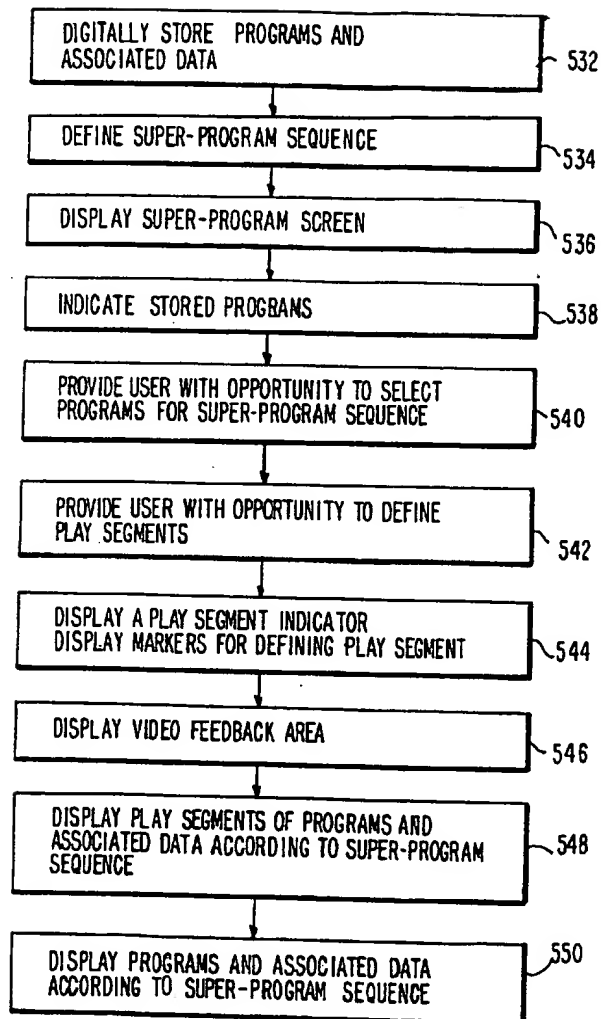 DIGITALLY STORE PROGRAMS AND
ASSOCIATED DATA
532
DEFINE SUPER-PROGRAM SEQUENCE
534
DISPLAY SUPER-PROGRAM SCREEN
536
INDICATE STORED PROGRAMS
538
PROVIDE USER WITH OPPORTUNITY TO SELECT
PROGRAMS FOR SUPER-PROGRAM SEQUENCE
540
PROVIDE USER WITH OPPORTUNITY TO DEFINE
PLAY SEGMENTS
542
DISPLAY A PLAY SEGMENT INDICATOR
DISPLAY MARKERS FOR DEFINING PLAY SEGMENT
544
DISPLAY VIDEO FEEDBACK AREA
546
DISPLAY PLAY SEGMENTS OF PROGRAMS AND
ASSOCIATED DATA ACCORDING TO SUPER-PROGRAM
SEQUENCE
548
DISPLAY PROGRAMS AND ASSOCIATED DATA
ACCORDING TO SUPER-PROGRAM SEQUENCE
550